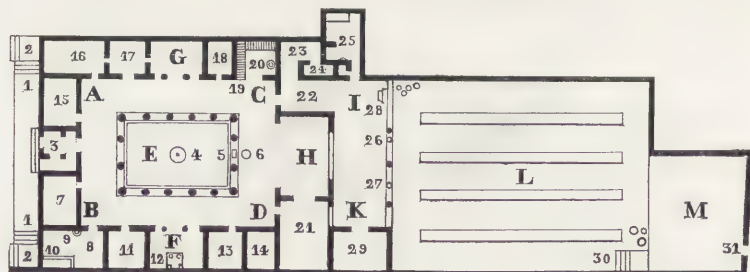 2 16 17 G 18 20 23 24 25
1 15 A 19 C 22 I 28
3 E 4 5 6 H 26 L
7 27 M
1 B D K
2 10 9 8 11 12 F 13 14 21 29 30 31